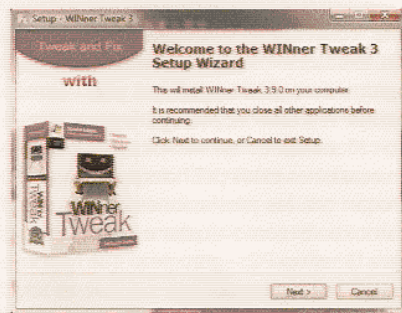 Setup - WINner Tweak 3
Tweak and Fix
with
WINner
Tweak
WINner
Tweak
Welcome to the WINner Tweak 3
Setup Wizard
This will install WINner Tweak 3.9.0 on your computer.
It is recommended that you close all other applications before
continuing.
Click Next to continue, or Cancel to exit Setup.
Next >
Cancel